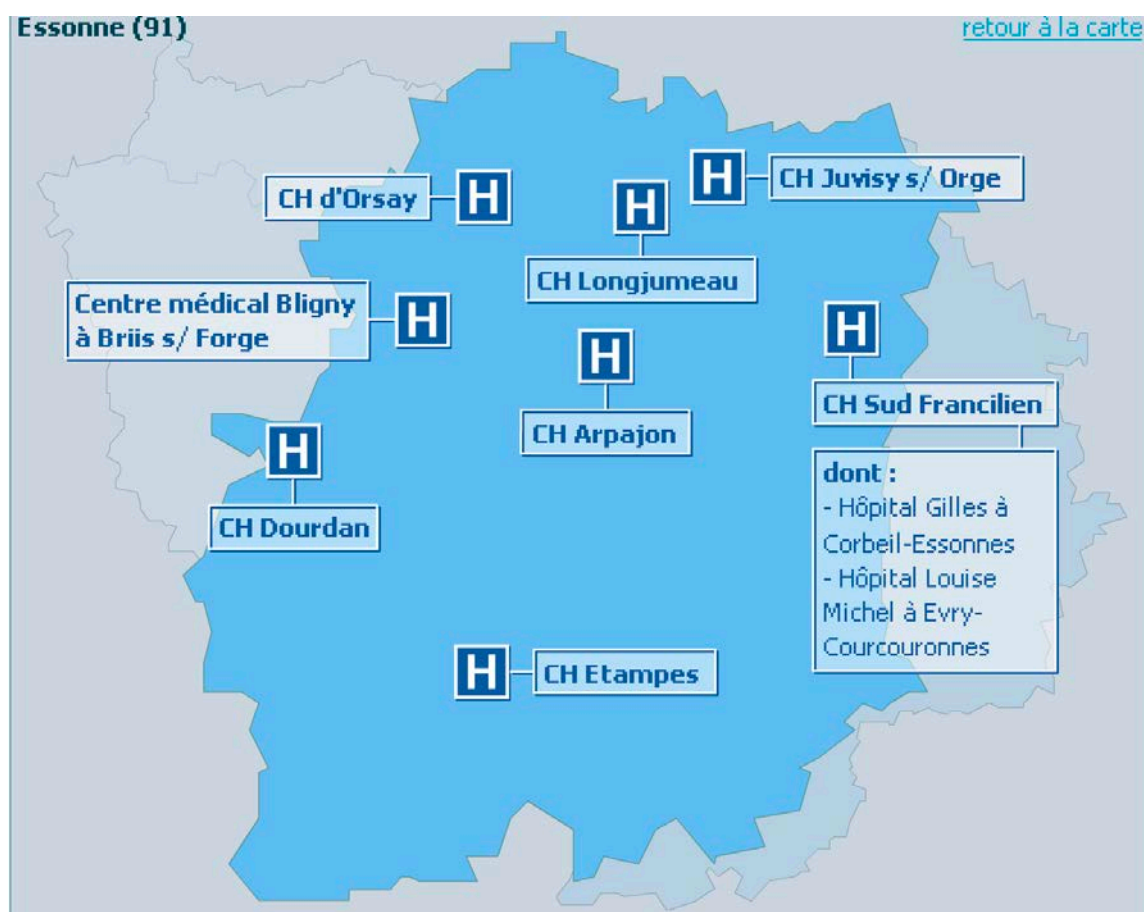 Essonne (91)
retour à la carte
H
CH Juvisy s/ Orge
CH d'Orsay
H
H
CH Longjumeau
Centre médical Bligny
à Briis s/ Forge
H
H
CH Arpajon
H
CH Sud Francilien
dont :
- Hôpital Gilles à
Corbeil-Essonnes
- Hôpital Louise
Michel à Evry-
Courcouronnes
H
CH Dourdan
H
CH Etampes